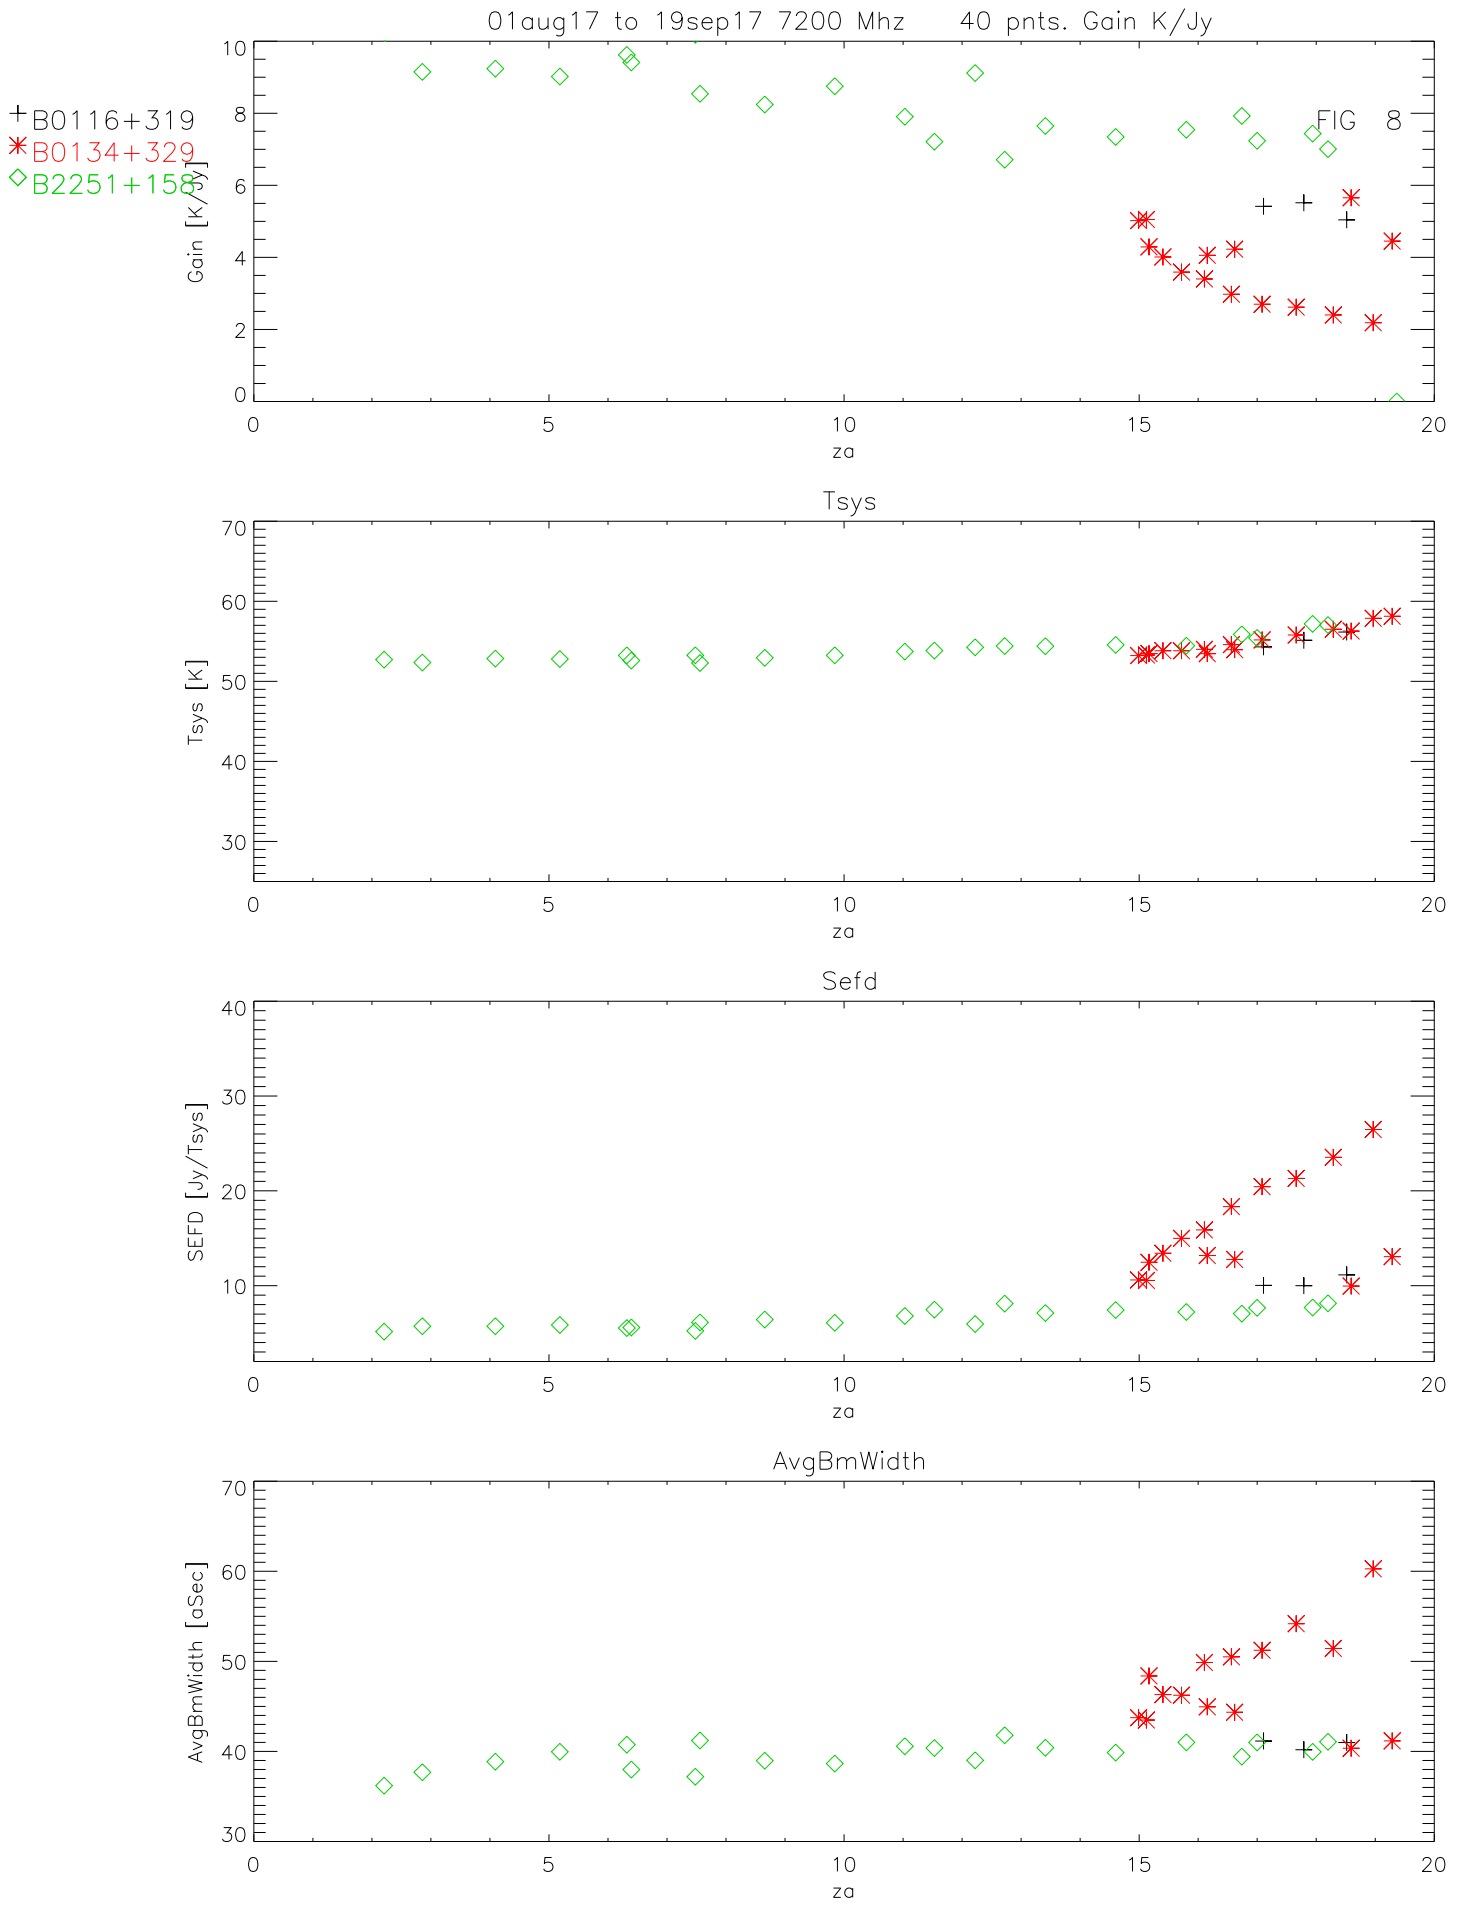 01aug17 to 19sep17 7200 Mhz 40 pnts. Gain K/Jy
B0116+319
B0134+329
B2251+158
FIG 8
Gain [K/Jy]
10
8
6
4
2
0
0 5 10 15 20
za
Tsys
Tsys [K]
70
60
50
40
30
0 5 10 15 20
za
Sefd
SEFD [Jy/Tsys]
40
30
20
10
0 5 10 15 20
za
AvgBmWidth
AvgBmWidth [aSec]
70
60
50
40
30
0 5 10 15 20
za